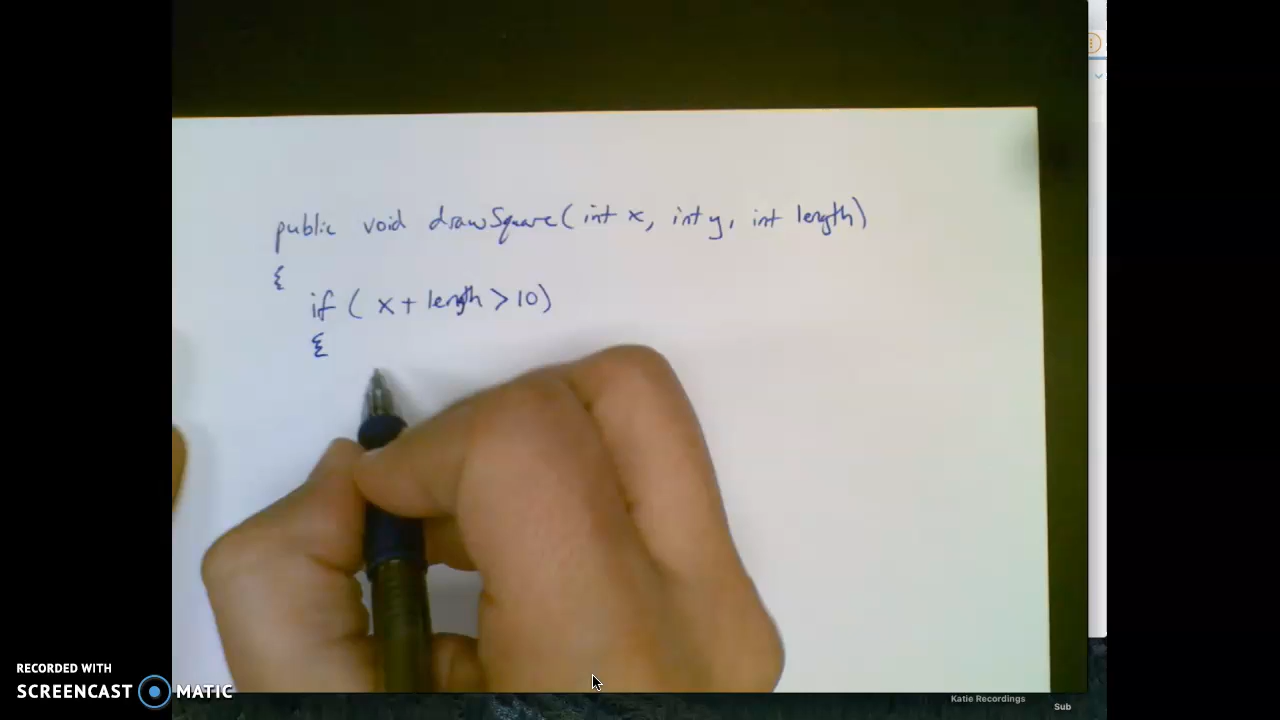 public void drawSquare(int x, int y, int length)
{
if ( x + length > 10)
{
RECORDED WITH
SCREENCAST MATIC
Katie Recordings
Sub